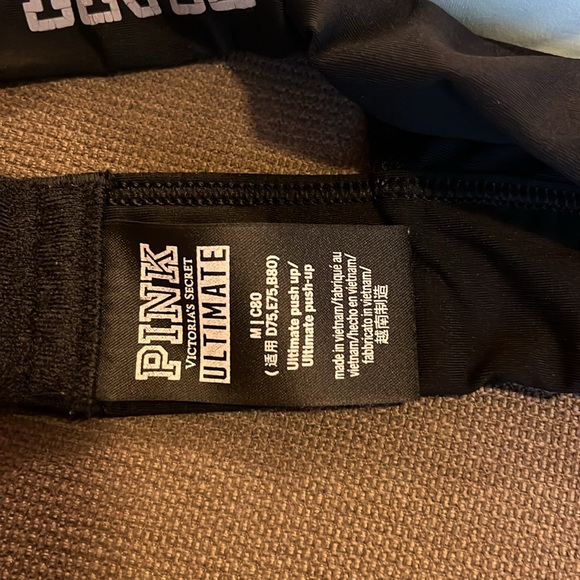 PINK
VICTORIA'S SECRET
ULTIMATE
M | C80
(适用 D75,E75,B80)
Ultimate push up/
Ultimate push-up
made in vietnam/fabriqué au
vietnam/hecho en vietnam/
fabbricato in vietnam/
越南制造